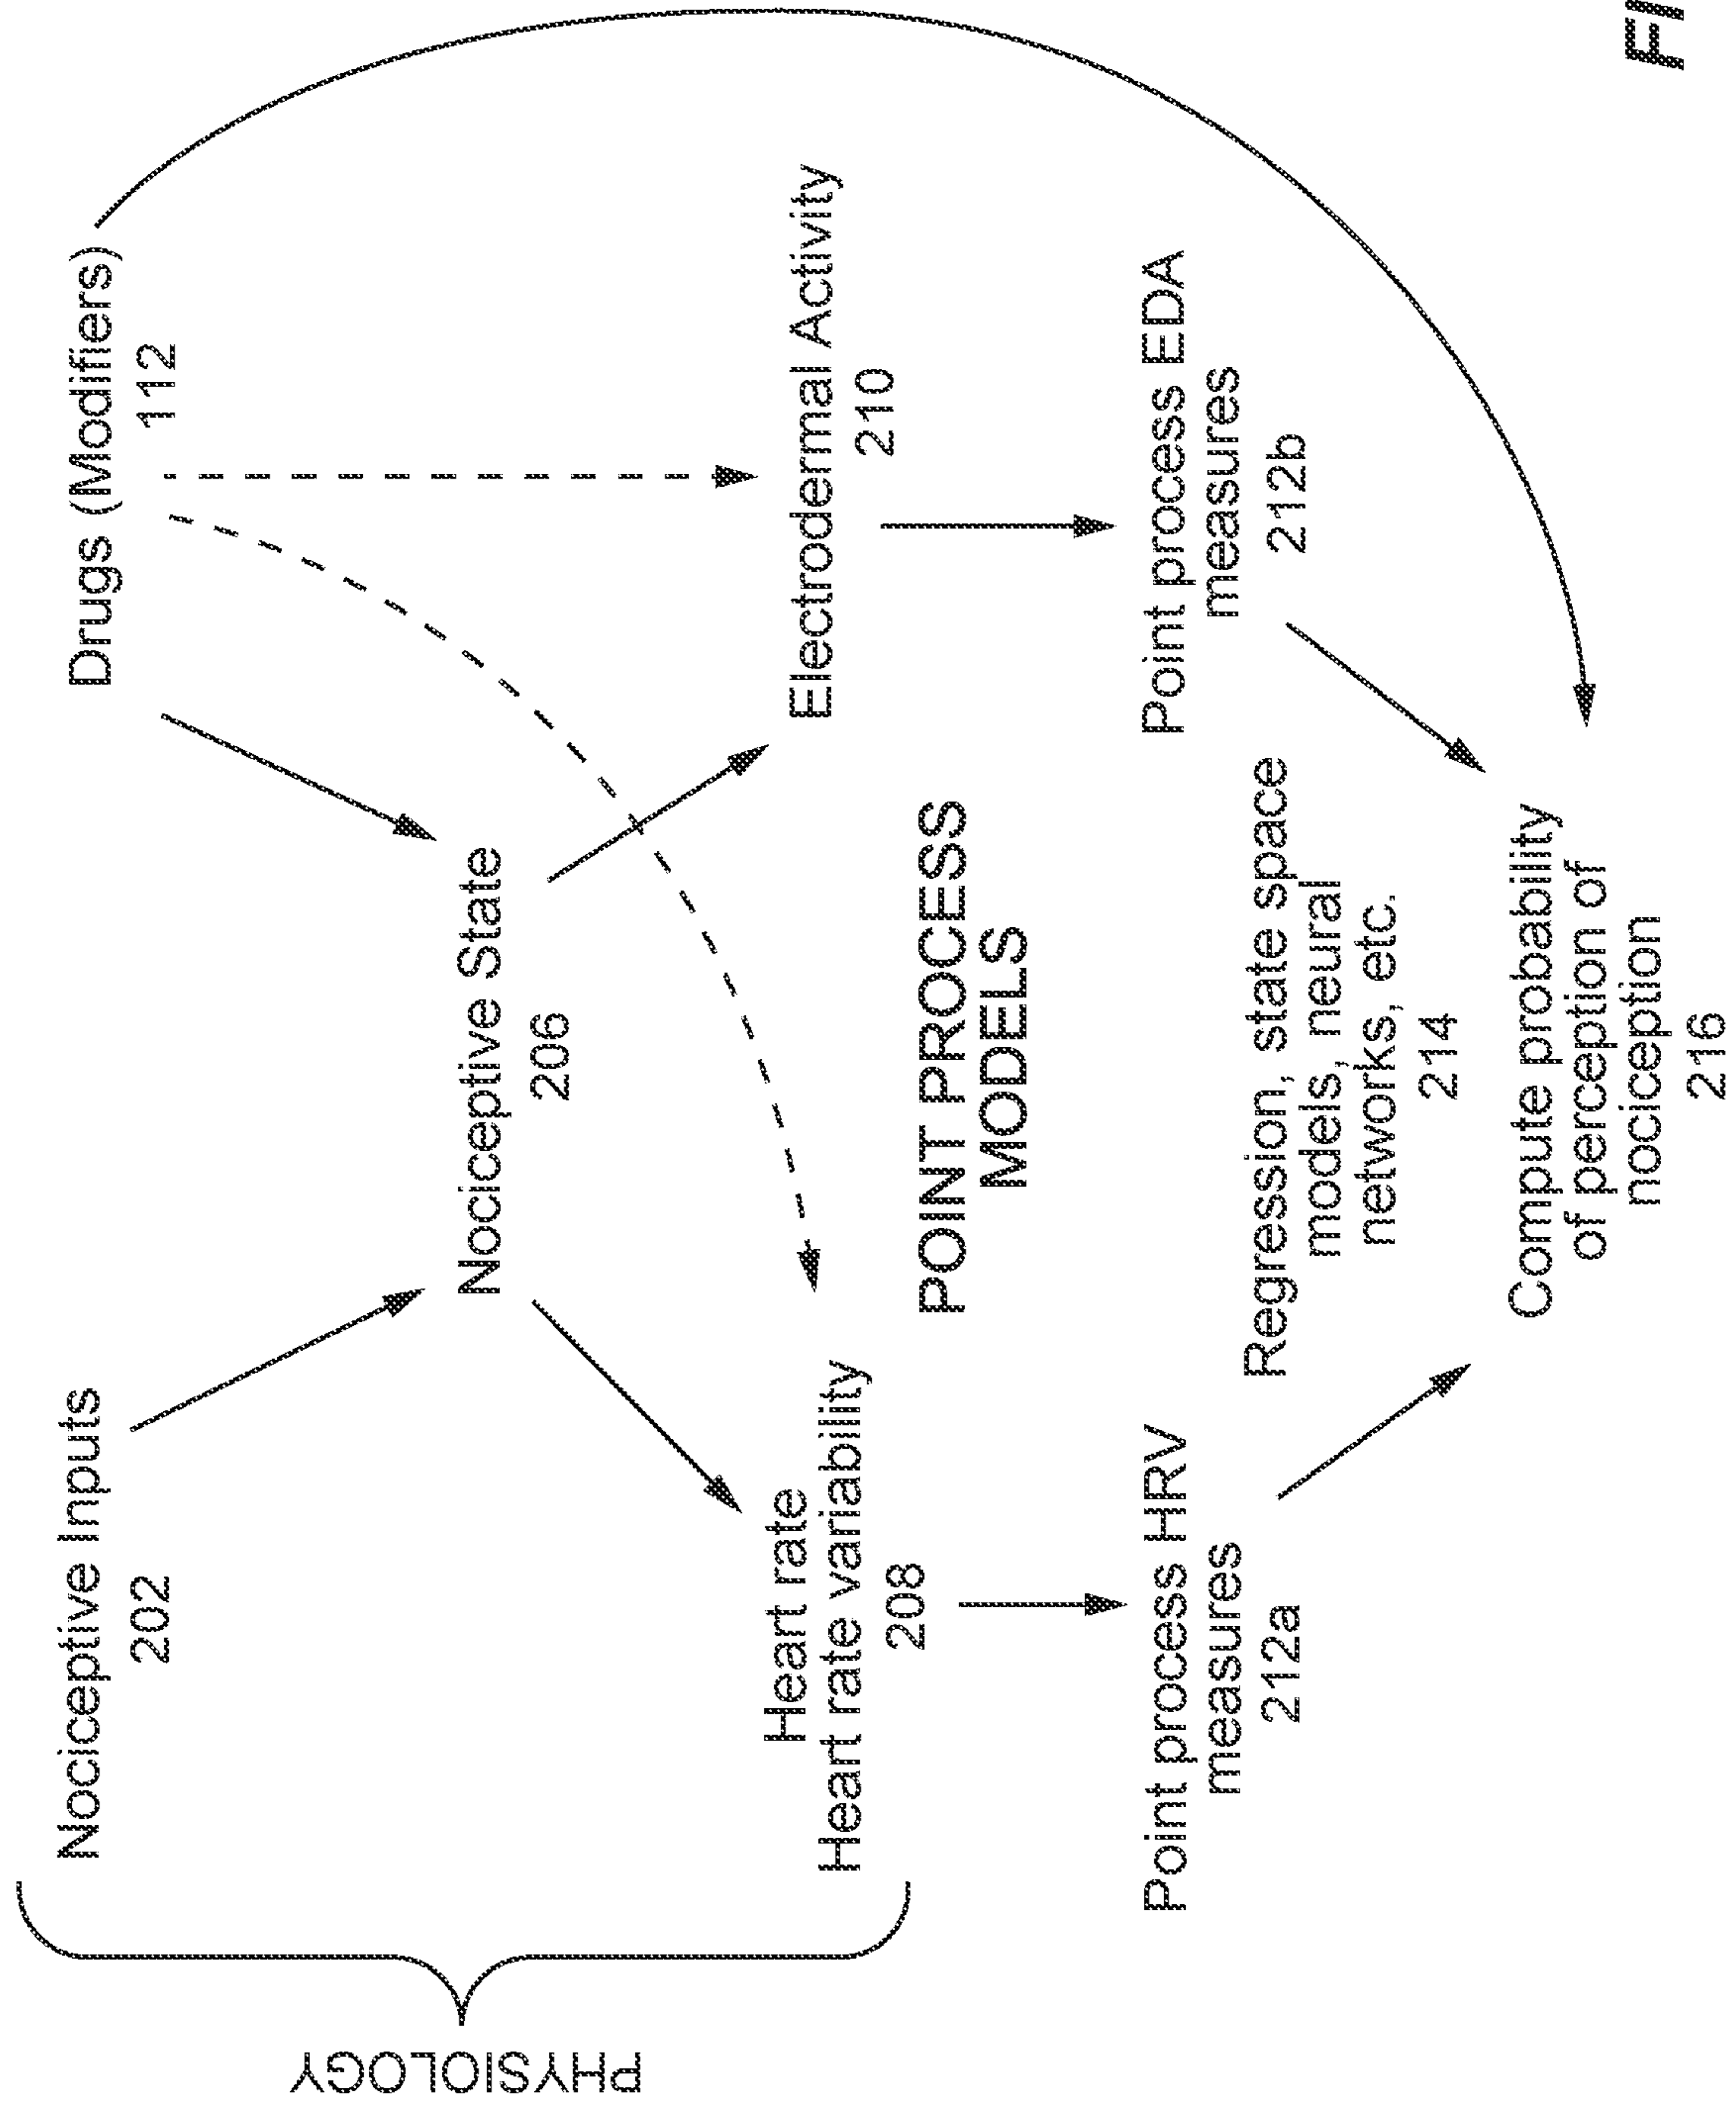 PHYSIOLOGY
Nociceptive Inputs
202
Drugs (Modifiers)
112
Nociceptive State
206
Heart rate
Heart rate variability
208
Electrodermal Activity
210
POINT PROCESS
MODELS
Point process HRV
measures
212a
Point process EDA
measures
212b
Regression, state space
models, neural
networks, etc.
214
Compute probability
of perception of
nociception
216